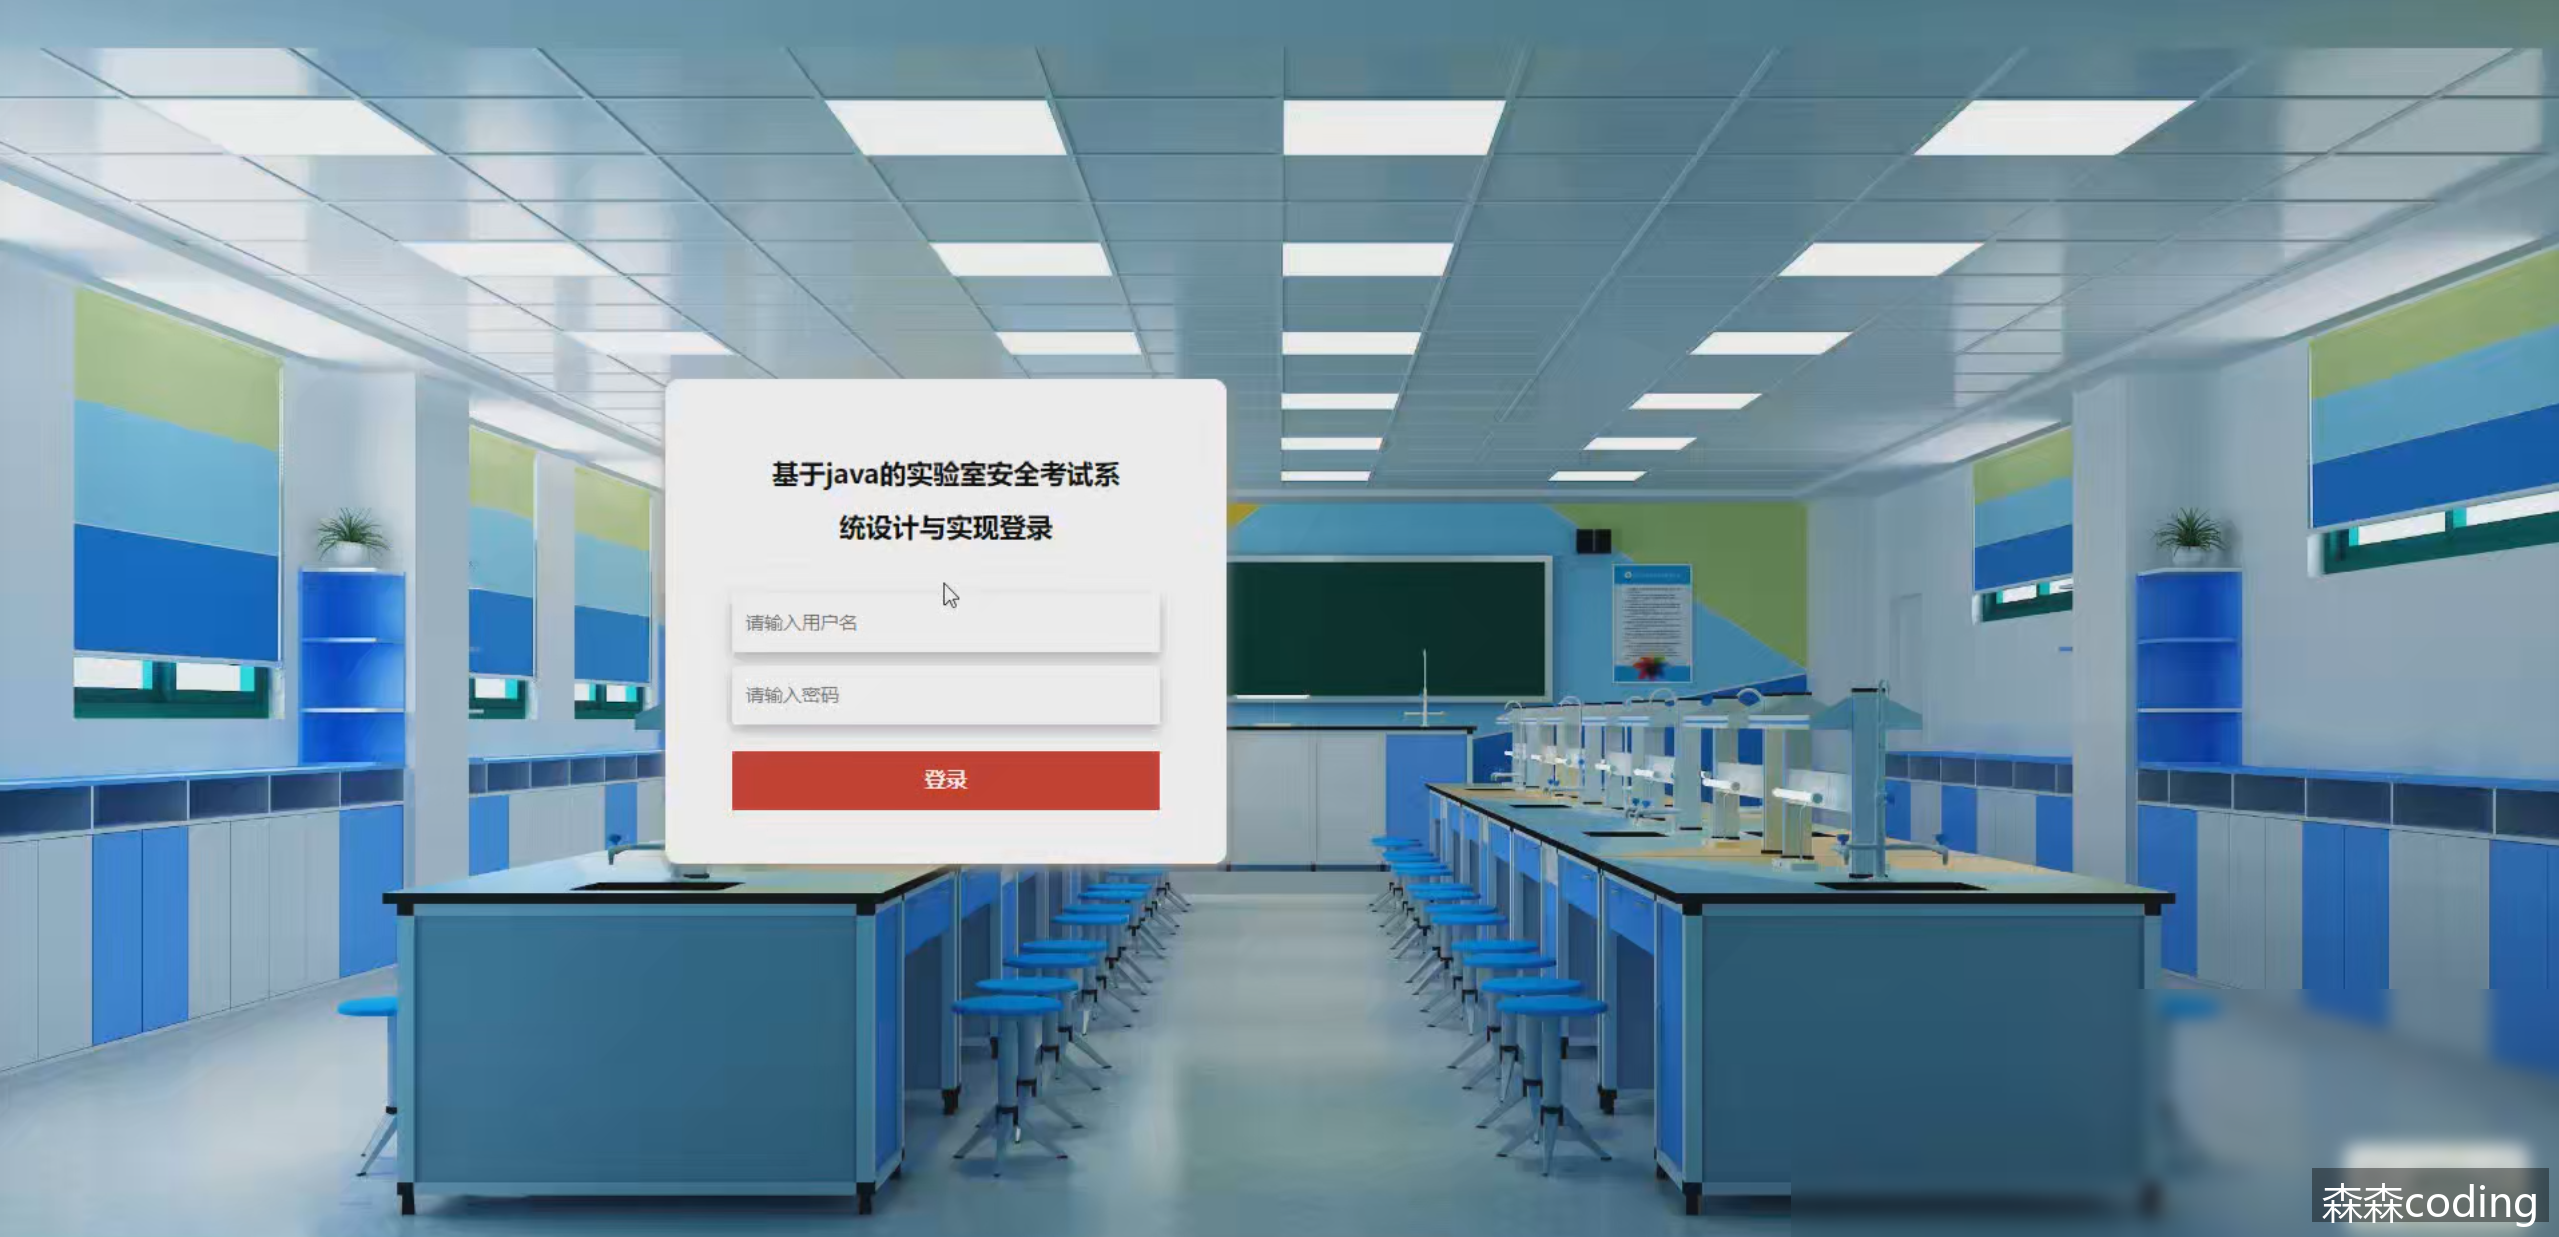 基于java的实验室安全考试系
统设计与实现登录
请输入用户名
请输入密码
登录
森森coding